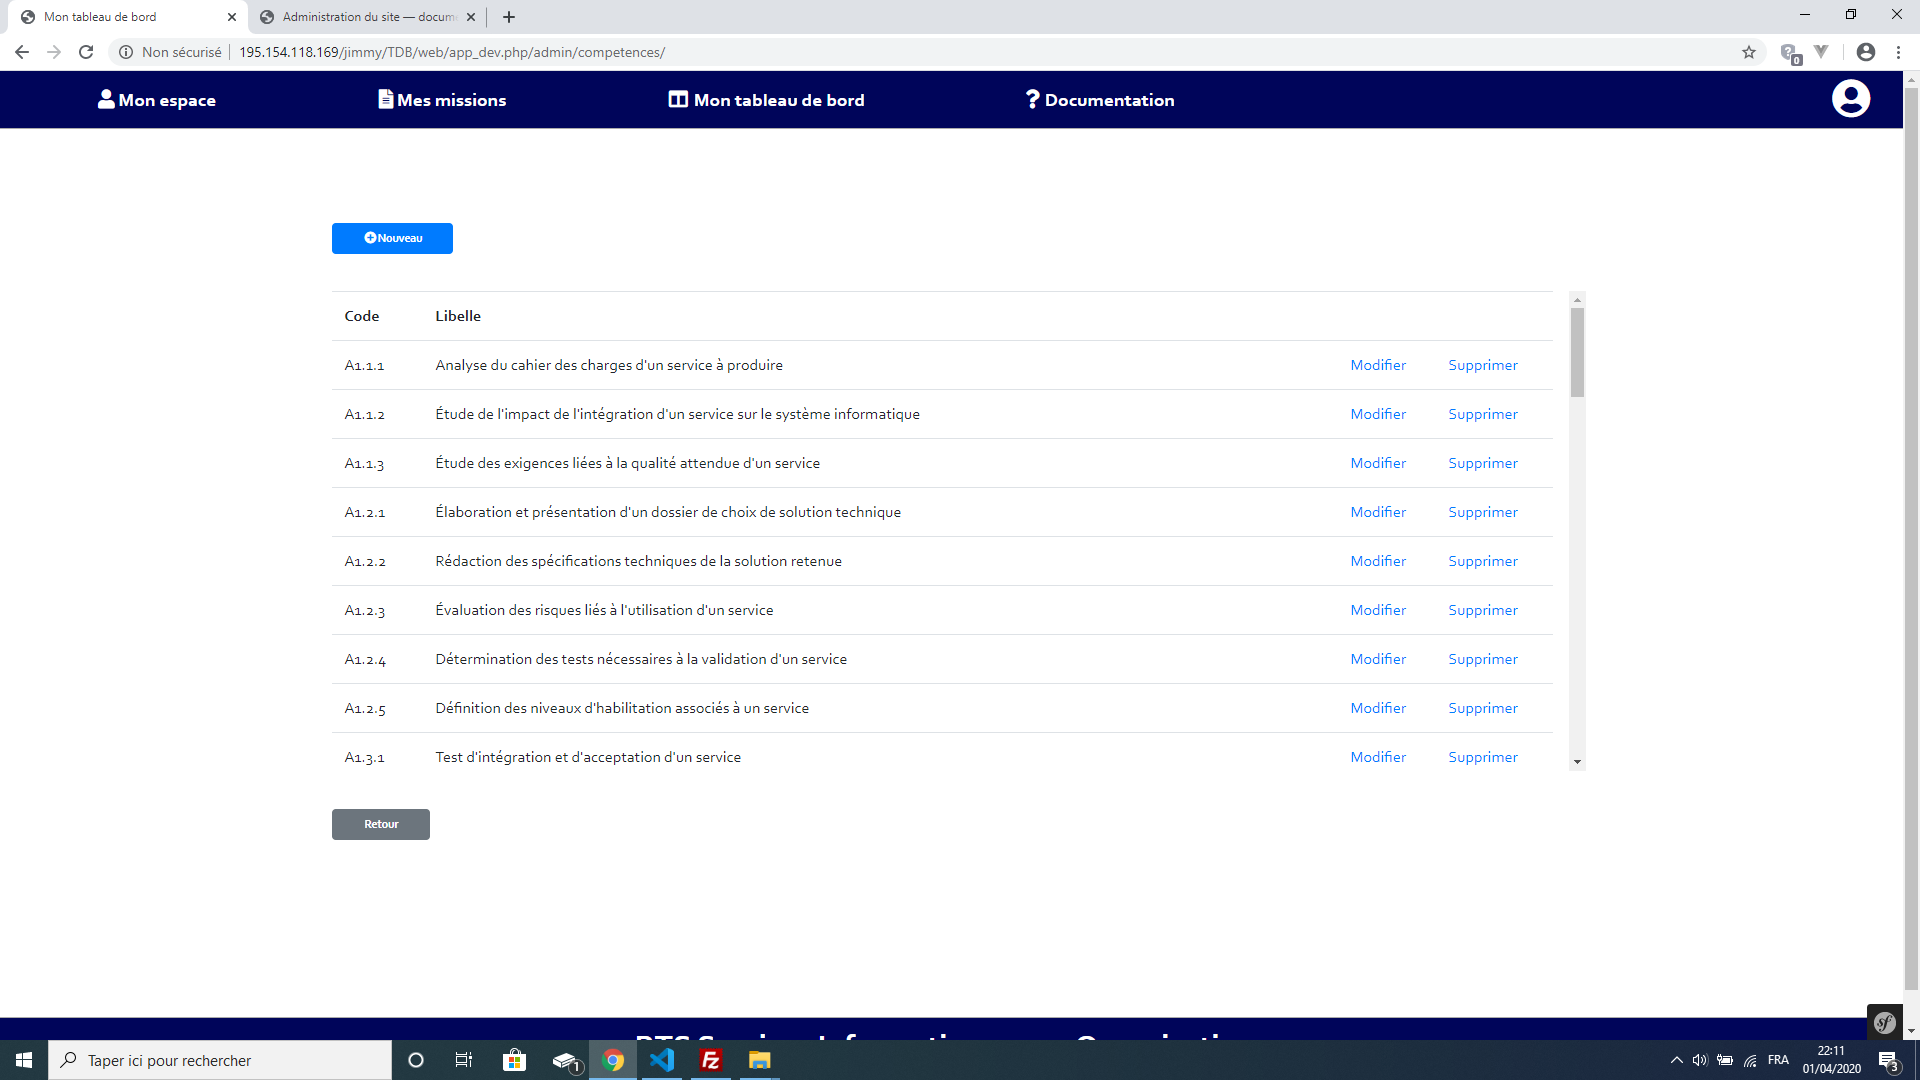 Mon tableau de bord
Administration du site — docum
Non sécurisé 195.154.118.169/jimmy/TDB/web/app_dev.php/admin/competences/
0
Mon espace Mes missions Mon tableau de bord Documentation
Nouveau
Code Libelle
A1.1.1 Analyse du cahier des charges d'un service à produire Modifier Supprimer
A1.1.2 Étude de l'impact de l'intégration d'un service sur le système informatique Modifier Supprimer
A1.1.3 Étude des exigences liées à la qualité attendue d'un service Modifier Supprimer
A1.2.1 Élaboration et présentation d'un dossier de choix de solution technique Modifier Supprimer
A1.2.2 Rédaction des spécifications techniques de la solution retenue Modifier Supprimer
A1.2.3 Évaluation des risques liés à l'utilisation d'un service Modifier Supprimer
A1.2.4 Détermination des tests nécessaires à la validation d'un service Modifier Supprimer
A1.2.5 Définition des niveaux d'habilitation associés à un service Modifier Supprimer
A1.3.1 Test d'intégration et d'acceptation d'un service Modifier Supprimer
Retour
sf
Taper ici pour rechercher
1
FRA
22:11
01/04/2020
3